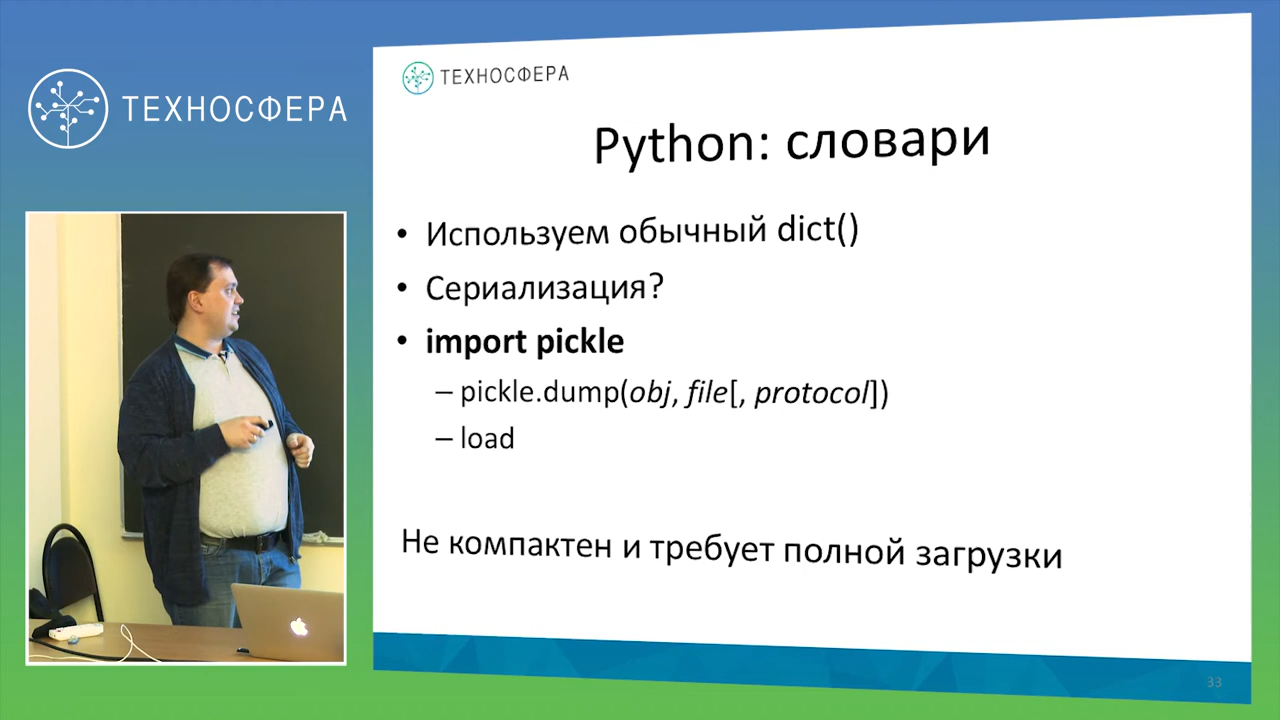 ТЕХНОСФЕРА
ТЕХНОСФЕРА
Python: словари
• Используем обычный dict()
• Сериализация?
• import pickle
– pickle.dump(obj, file[, protocol])
– load
Не компактен и требует полной загрузки
33